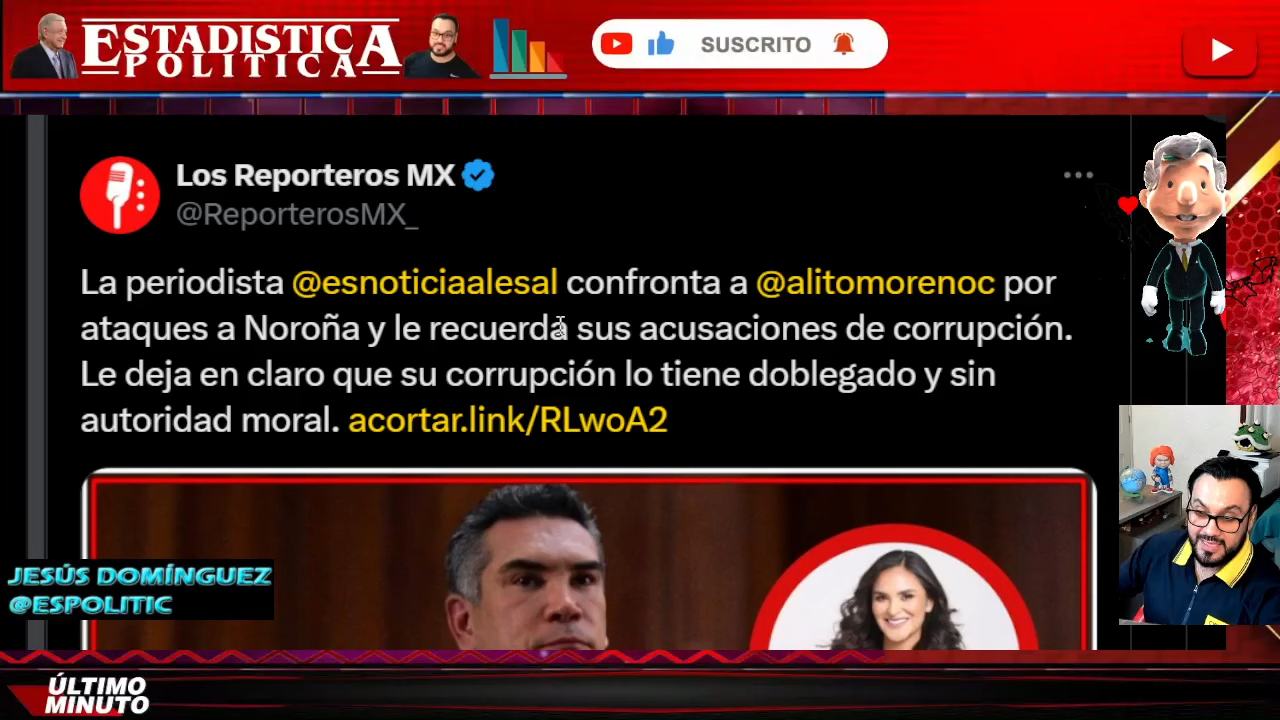 ESTADISTICA
POLITICA
SUSCRITO
Los Reporteros MX
@ReporterosMX_
La periodista @esnoticiaalesal confronta a @alitomorenoc por
ataques a Noroña y le recuerda sus acusaciones de corrupción.
Le deja en claro que su corrupción lo tiene doblegado y sin
autoridad moral. acortar.link/RLwoA2
JESÚS DOMÍNGUEZ
@ESPOLITIC
ÚLTIMO
MINUTO